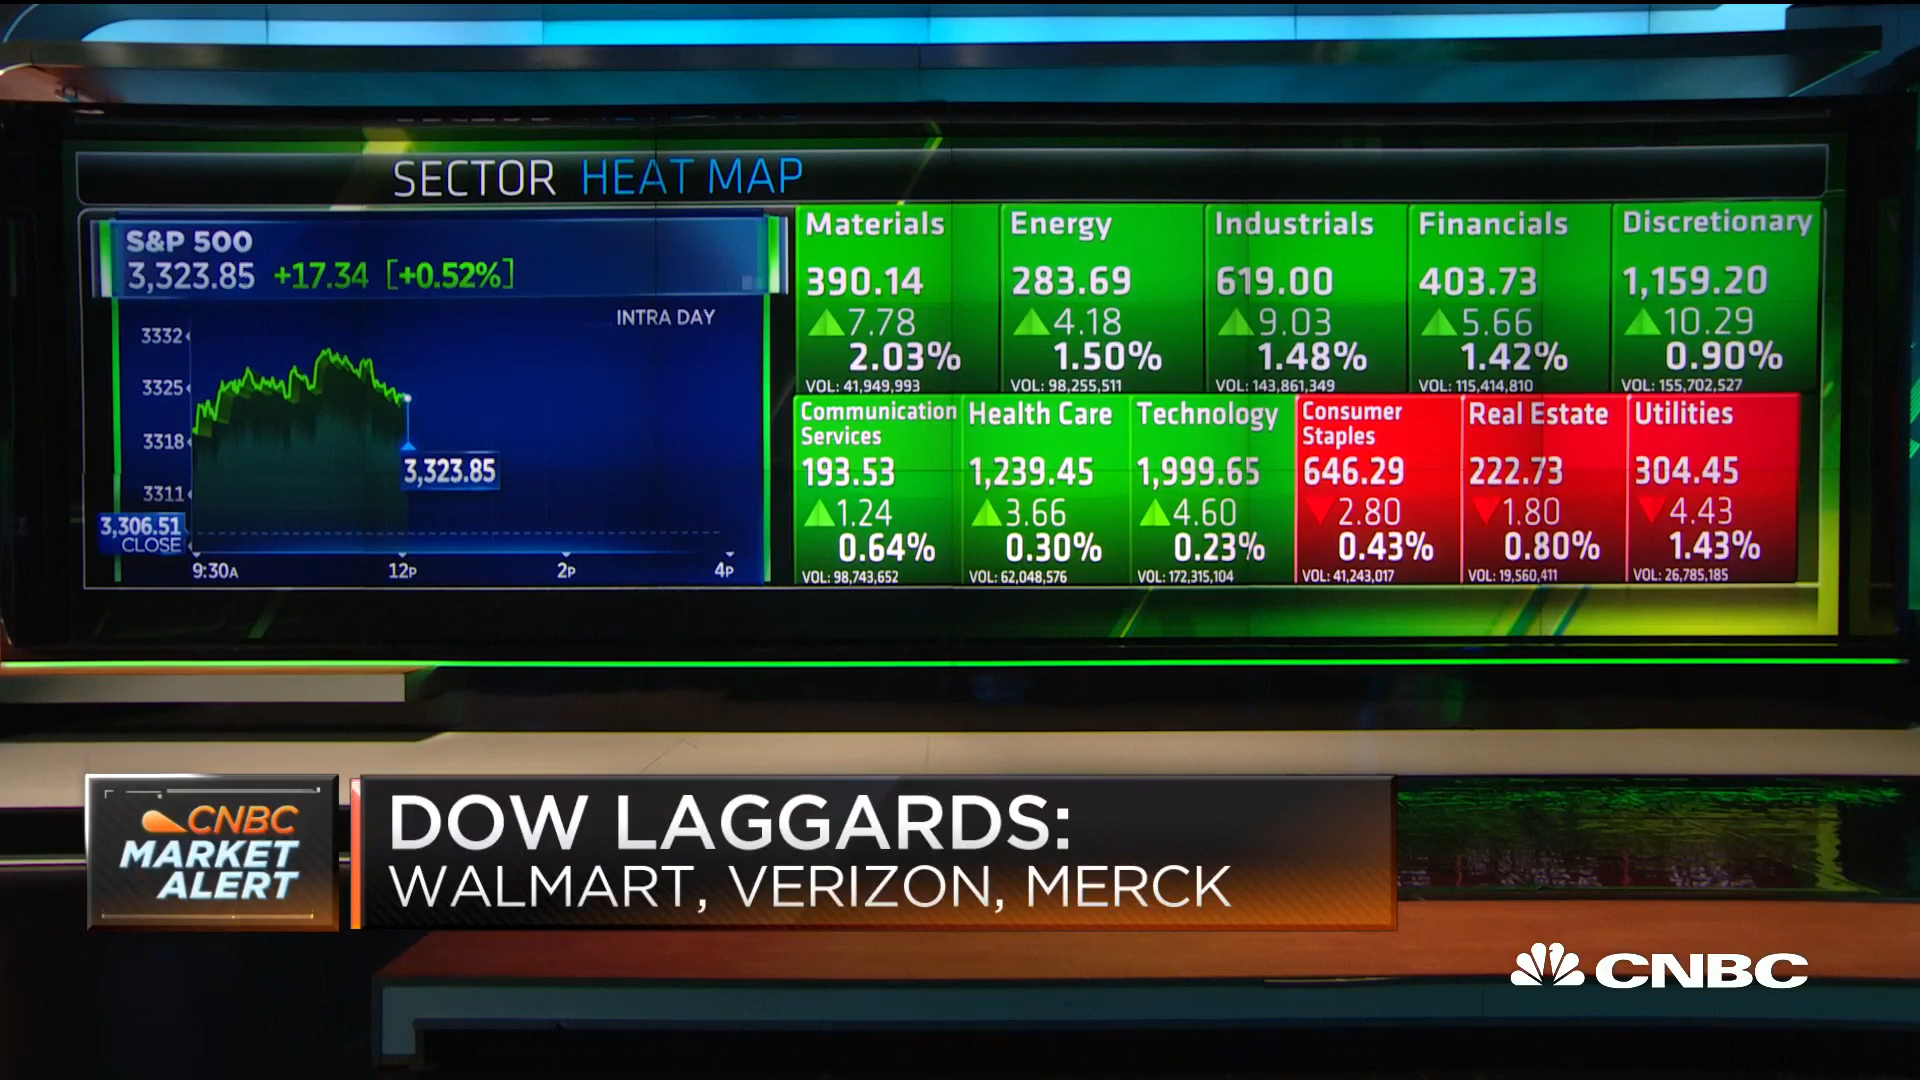 SECTOR HEAT MAP
S&P 500
3,323.85 +17.34 [+0.52%]
INTRA DAY
3332
3325
3318
3311
3,323.85
3,306.51
CLOSE
9:30A 12P 2P 4P
Materials
390.14
7.78
2.03%
VOL: 41,949,993
Energy
283.69
4.18
1.50%
VOL: 98,255,511
Industrials
619.00
9.03
1.48%
VOL: 143,861,349
Financials
403.73
5.66
1.42%
VOL: 115,414,810
Discretionary
1,159.20
10.29
0.90%
VOL: 155,702,527
Communication
Services
193.53
1.24
0.64%
VOL: 98,743,652
Health Care
1,239.45
3.66
0.30%
VOL: 62,048,576
Technology
1,999.65
4.60
0.23%
VOL: 172,315,104
Consumer
Staples
646.29
2.80
0.43%
VOL: 41,243,017
Real Estate
222.73
1.80
0.80%
VOL: 19,560,411
Utilities
304.45
4.43
1.43%
VOL: 26,785,185
CNBC
MARKET
ALERT
DOW LAGGARDS:
WALMART, VERIZON, MERCK
CNBC